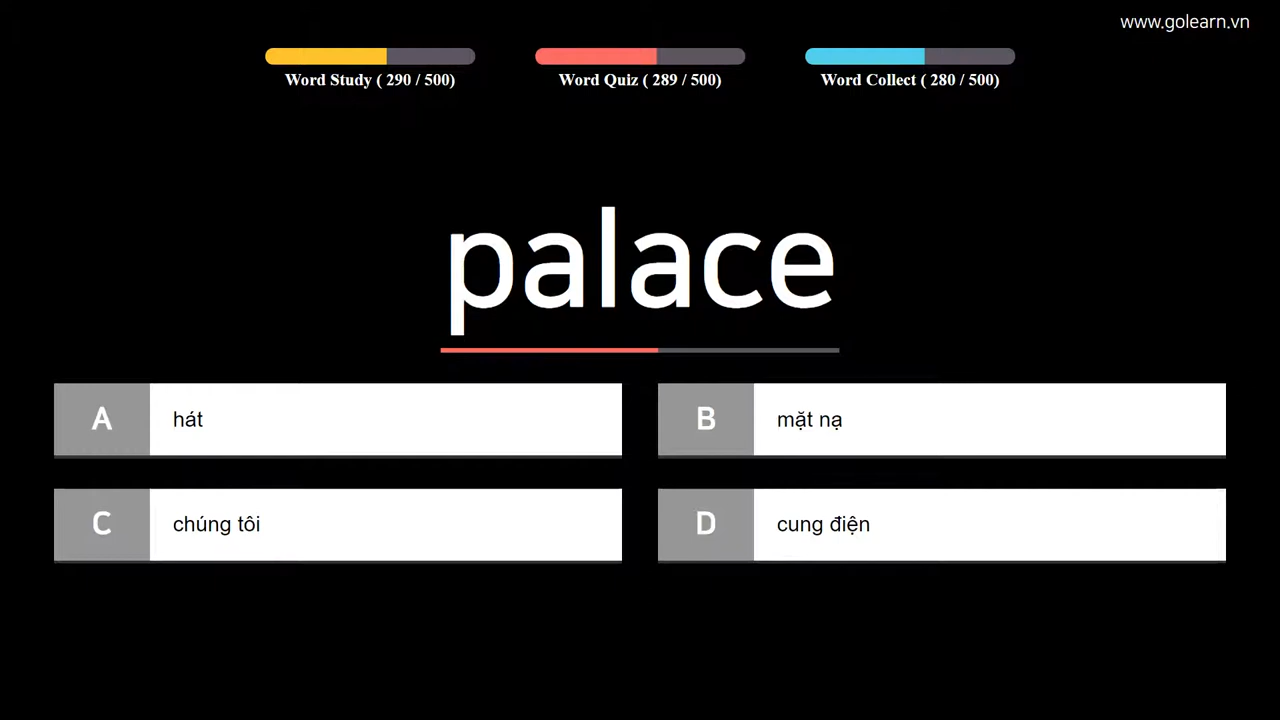 www.golearn.vn
Word Study ( 290 / 500)
Word Quiz ( 289 / 500)
Word Collect ( 280 / 500)
palace
A hát
B mặt nạ
C chúng tôi
D cung điện